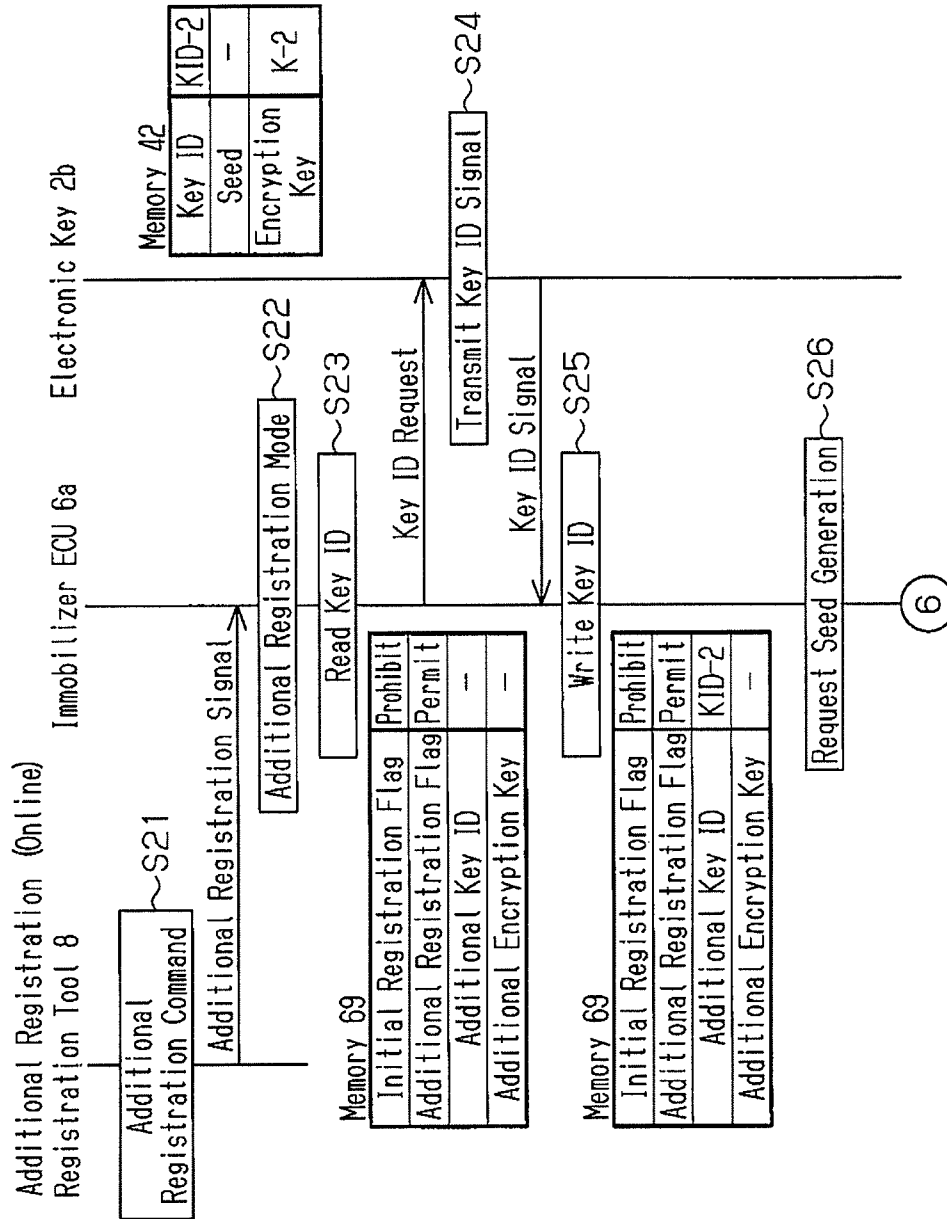 Additional Registration (Online)
Registration Tool 8
Immobilizer ECU 6a
Electronic Key 2b
Memory 42
Key ID KID-2
Seed –
Encryption K-2
Key
Additional
Registration Command
S21
Additional Registration Signal
Additional Registration Mode
S22
Read Key ID
S23
Memory 69
Initial Registration Flag Prohibit
Additional Registration Flag Permit
Additional Key ID –
Additional Encryption Key –
Key ID Request
Transmit Key ID Signal
S24
Key ID Signal
Write Key ID
S25
Memory 69
Initial Registration Flag Prohibit
Additional Registration Flag Permit
Additional Key ID KID-2
Additional Encryption Key –
Request Seed Generation
S26
6